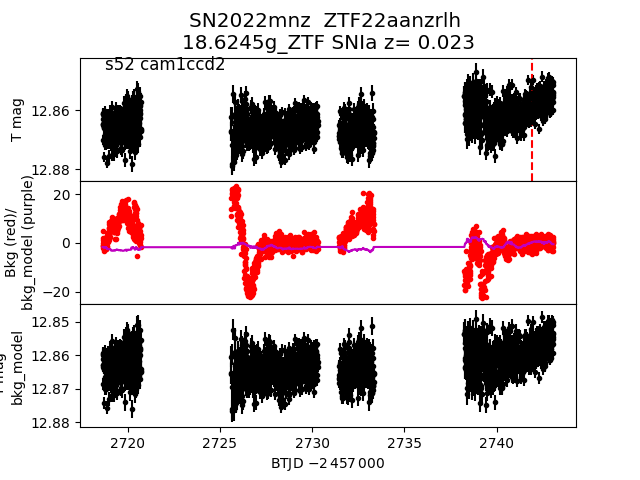 SN2022mnz ZTF22aanzrlh
18.6245g_ZTF SNIa z= 0.023
s52 cam1ccd2
T mag
12.86
12.88
Bkg (red)/
bkg_model (purple)
20
0
−20
mag
bkg_model
12.85
12.86
12.87
12.88
2720 2725 2730 2735 2740
BTJD −2 457 000